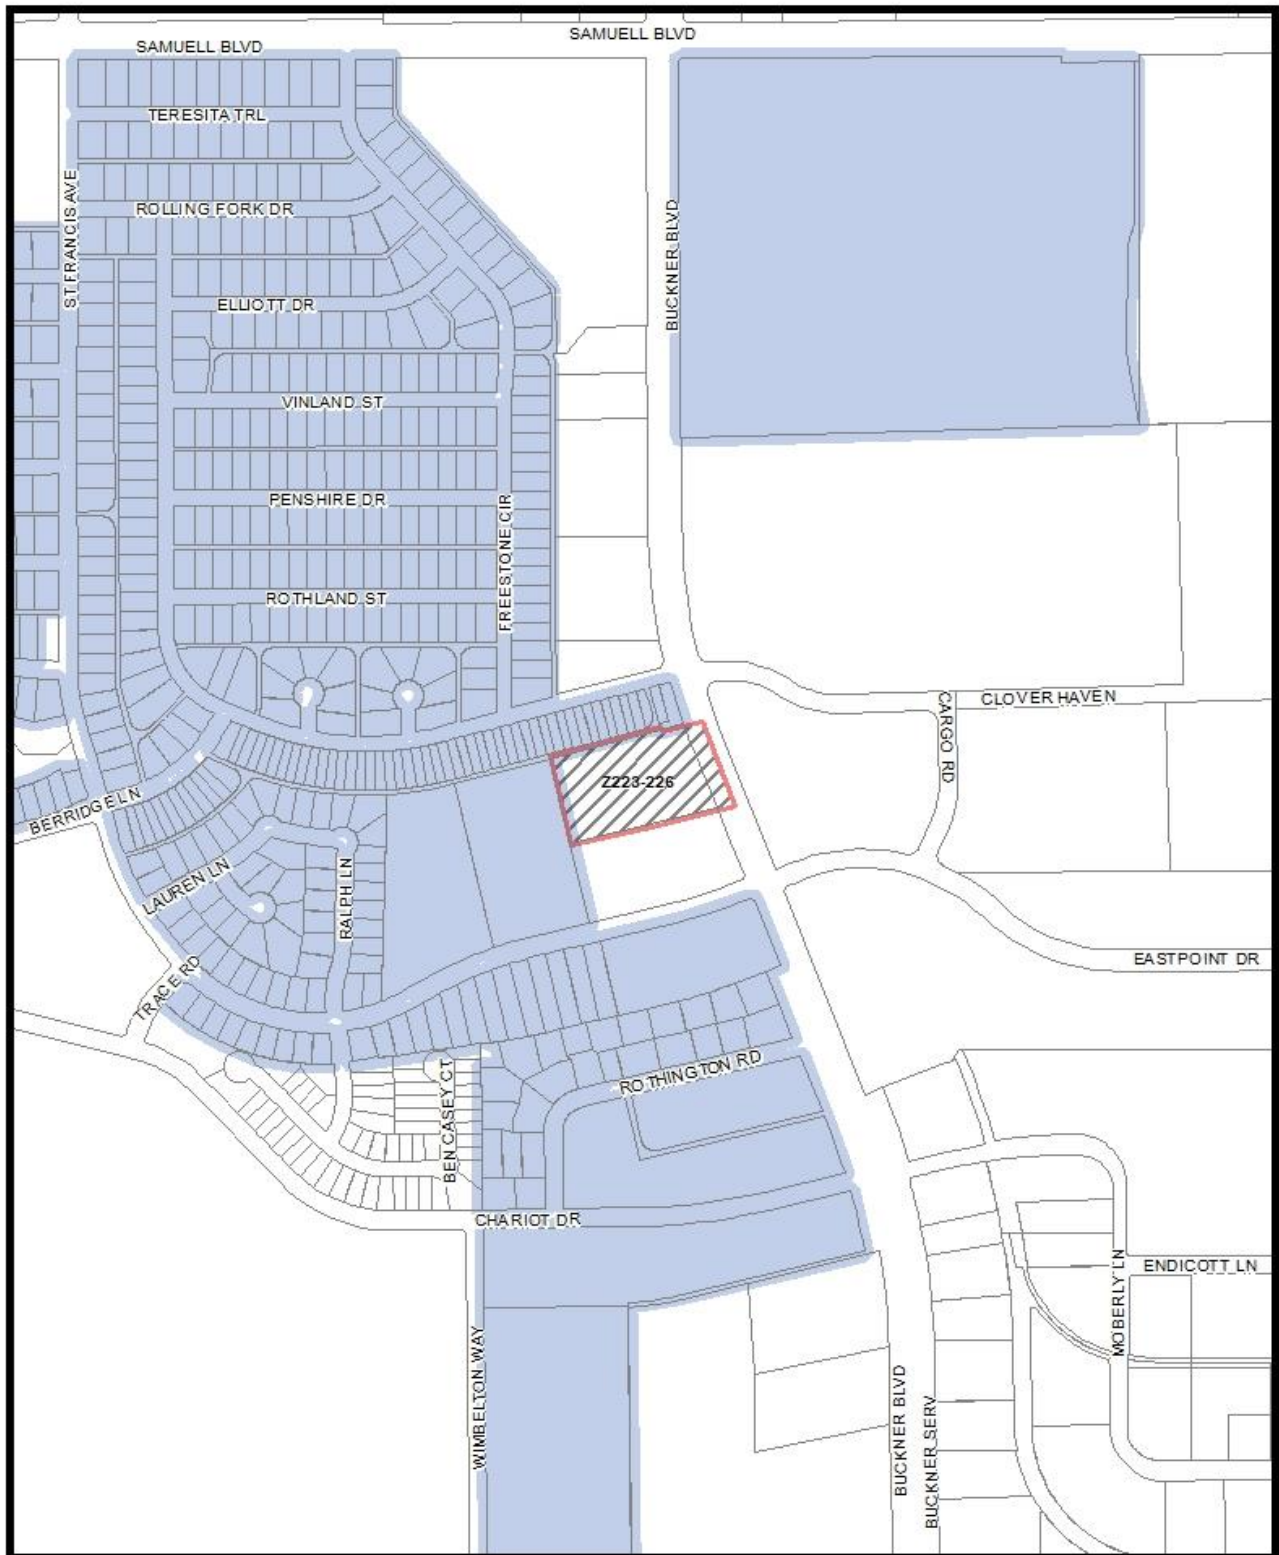 SAMUELL BLVD
SAMUELL BLVD
TERESITA TRL
ST FRANCIS AVE
ROLLING FORK DR
BUCKNER BLVD
ELLIOTT DR
VINLAND ST
PENSHIRE DR
FREESTONE CIR
ROTHLAND ST
CLOVER HAVEN
CARGO RD
Z223-226
BERRIDGE LN
LAUREN LN
RALPH LN
EASTPOINT DR
TRACE RD
BEN CASEY CT
ROTHINGTON RD
CHARIOT DR
MOBERLY LN
ENDICOTT LN
WIMBELTON WAY
BUCKNER BLVD
BUCKNER SERV